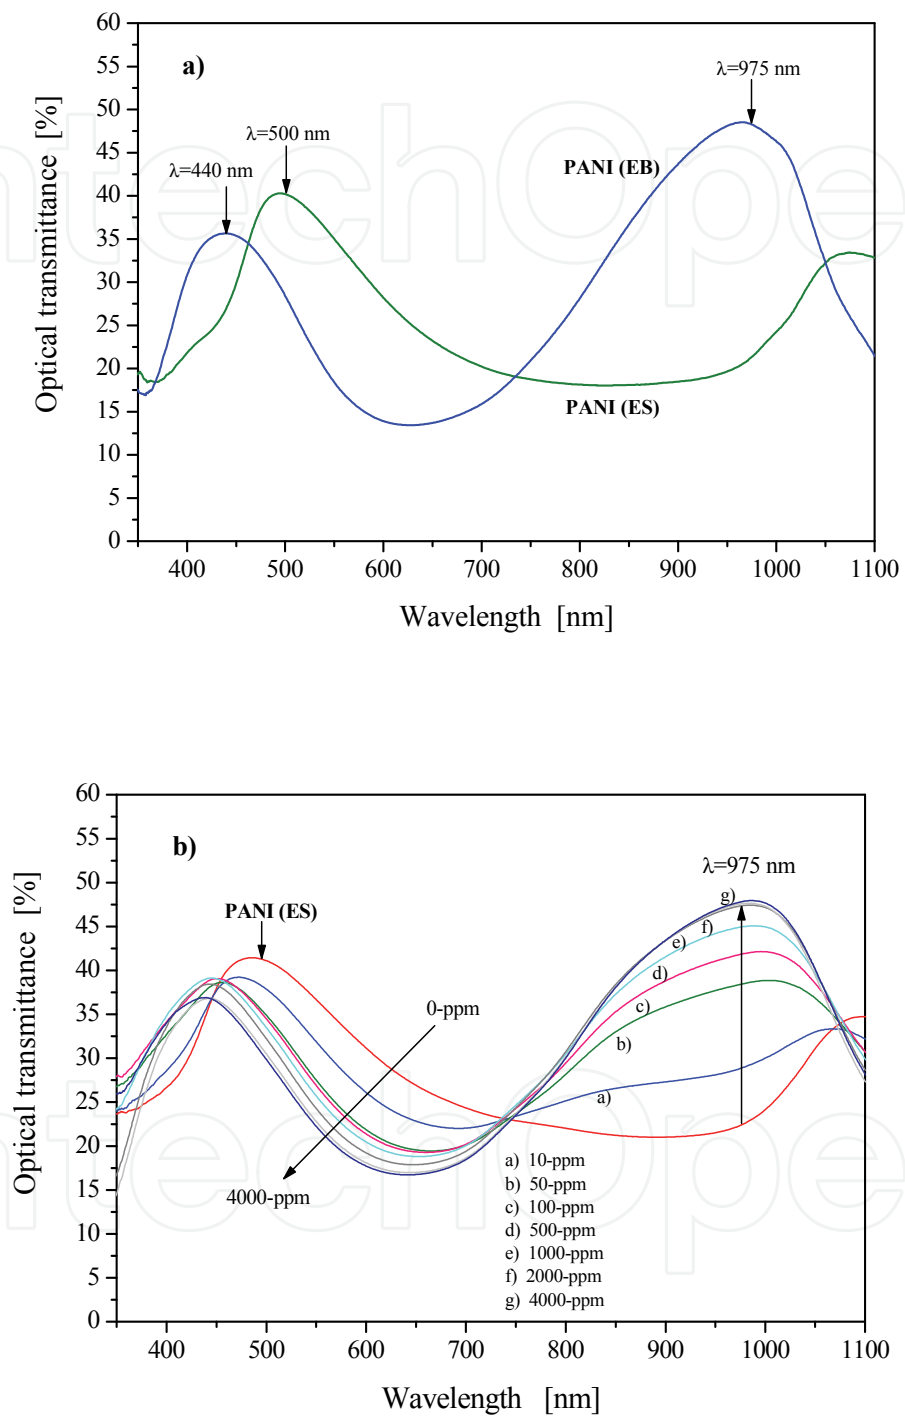 60
55
50
45
40
35
30
25
20
15
10
5
0
Optical transmittance [%]
a)
λ=440 nm
λ=500 nm
λ=975 nm
PANI (EB)
PANI (ES)
400 500 600 700 800 900 1000 1100
Wavelength [nm]
60
55
50
45
40
35
30
25
20
15
10
5
0
Optical transmittance [%]
b)
PANI (ES)
λ=975 nm
g)
f)
e)
d)
c)
b)
a)
0-ppm
4000-ppm
a) 10-ppm
b) 50-ppm
c) 100-ppm
d) 500-ppm
e) 1000-ppm
f) 2000-ppm
g) 4000-ppm
400 500 600 700 800 900 1000 1100
Wavelength [nm]
ntechOpe
ntechOpe